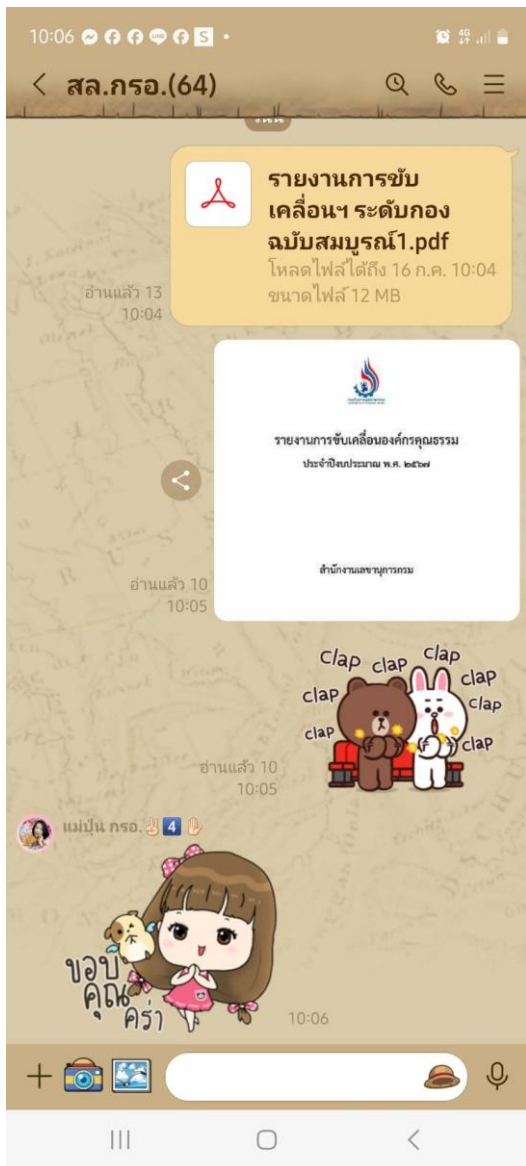 10:06
4G
สล.กรอ.(64)
วันนี้
รายงานการขับ
เคลื่อนฯ ระดับกอง
ฉบับสมบูรณ์1.pdf
โหลดไฟล์ได้ถึง 16 ก.ค. 10:04
ขนาดไฟล์ 12 MB
อ่านแล้ว 13
10:04
รายงานการขับเคลื่อนองค์กรคุณธรรม
ประจำปีงบประมาณ พ.ศ. ๒๕๖๗
สำนักงานเลขานุการกรม
อ่านแล้ว 10
10:05
clap clap clap
clap clap
clap
clap clap
อ่านแล้ว 10
10:05
แม่ปุ่น กรอ. 4
ขอบ
คุณ
คร่า
10:06